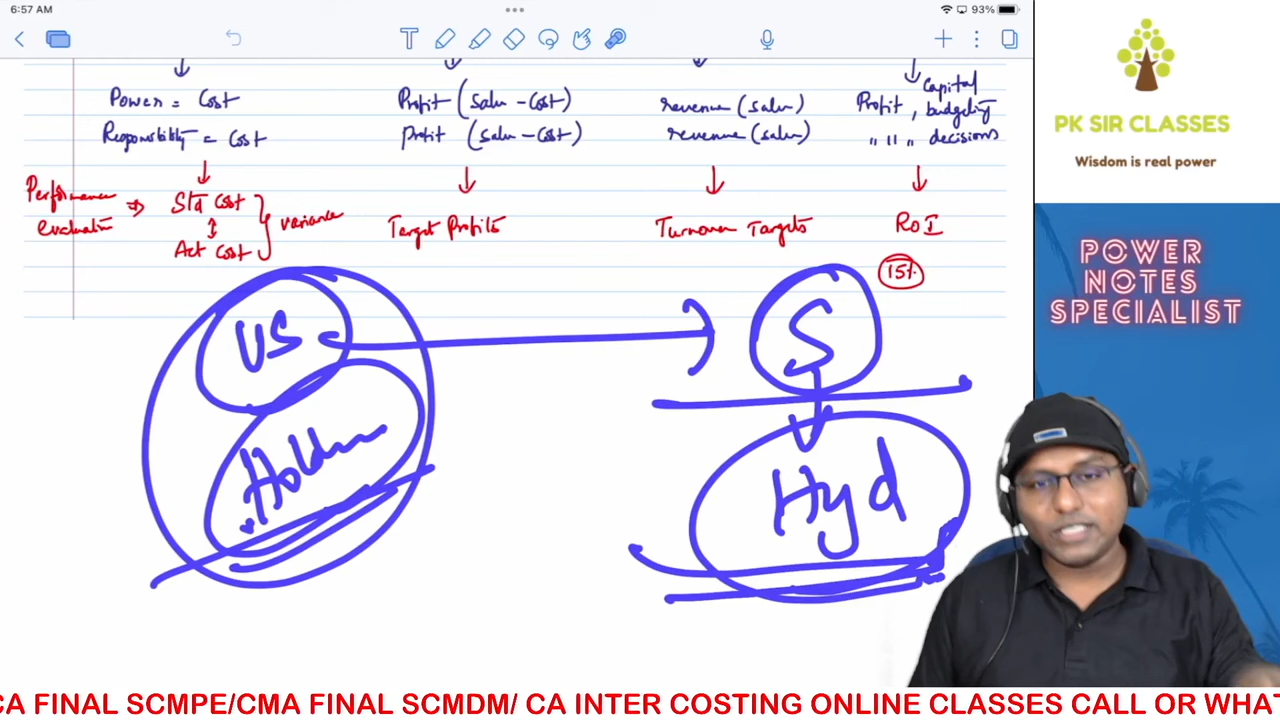 6:57 AM
93%
Power = Cost
Responsibility = Cost
Profit (Sales - Cost)
Profit (Sales - Cost)
revenue (sales)
revenue (sales)
Capital
Profit, budgeting
" " " decisions
Performance
evaluation ⇒
Std Cost
↕
Act Cost
variance
Target Profits
Turnover Targets
RoI
15%
US
Holdin
S
Hyd
PK SIR CLASSES
Wisdom is real power
POWER
NOTES
SPECIALIST
CA FINAL SCMPE/CMA FINAL SCMDM/ CA INTER COSTING ONLINE CLASSES CALL OR WHA